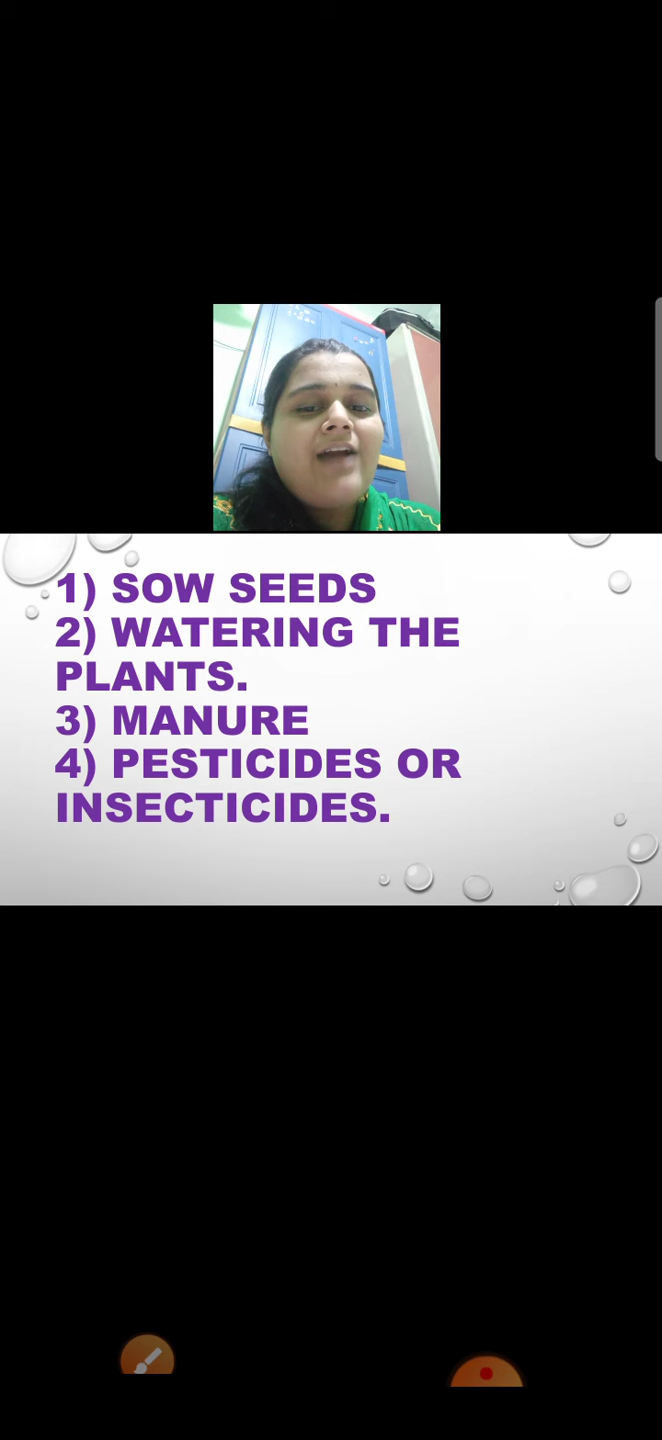 1) SOW SEEDS
2) WATERING THE
PLANTS.
3) MANURE
4) PESTICIDES OR
INSECTICIDES.